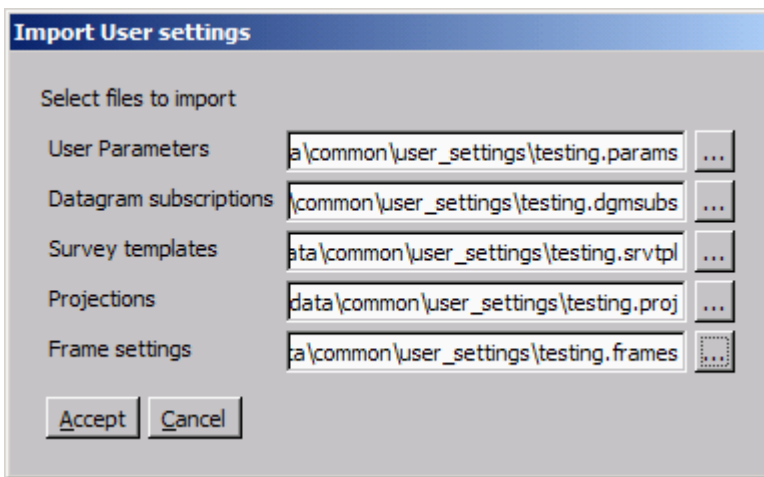 Import User settings
Select files to import
User Parameters a\common\user_settings\testing.params ...
Datagram subscriptions \common\user_settings\testing.dgmsubs ...
Survey templates ata\common\user_settings\testing.srvtpl ...
Projections data\common\user_settings\testing.proj ...
Frame settings ta\common\user_settings\testing.frames ...
Accept Cancel